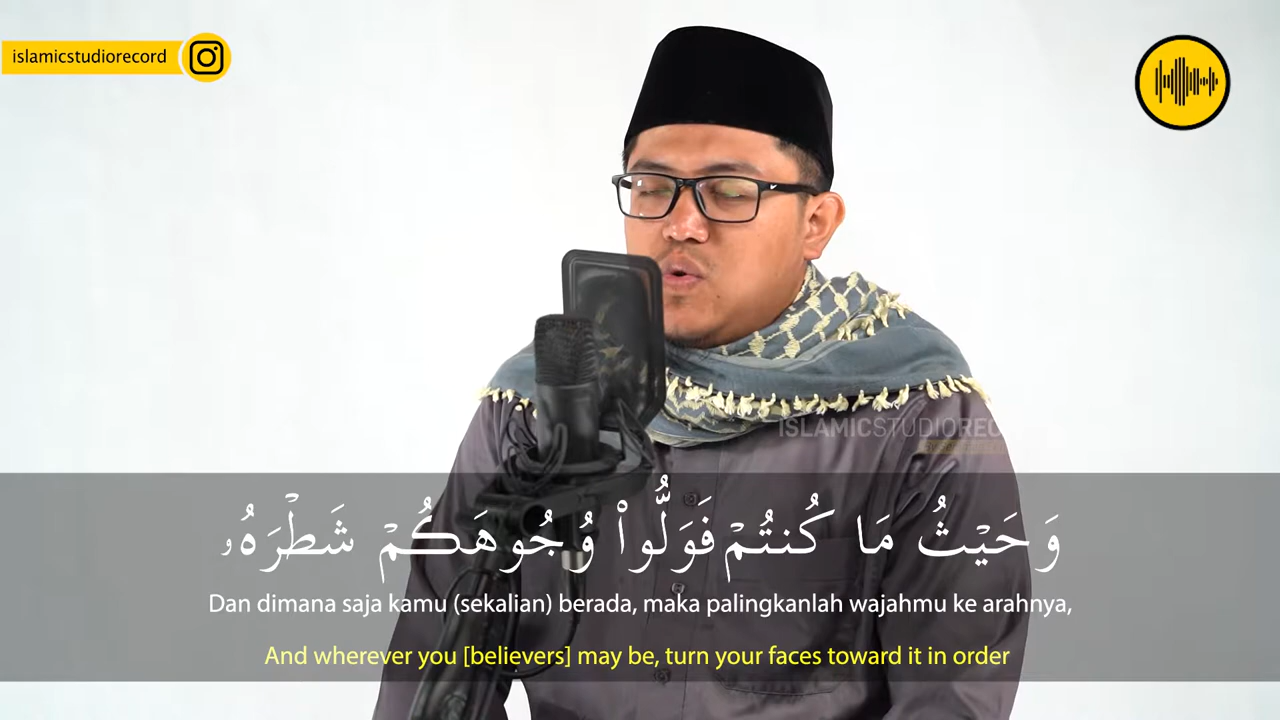 islamicstudiorecord
ISLAMICSTUDIOREC
وَحَيْثُ مَا كُنتُمْ فَوَلُّوا۟ وُجُوهَكُمْ شَطْرَهُۥ
Dan dimana saja kamu (sekalian) berada, maka palingkanlah wajahmu ke arahnya,
And wherever you [believers] may be, turn your faces toward it in order